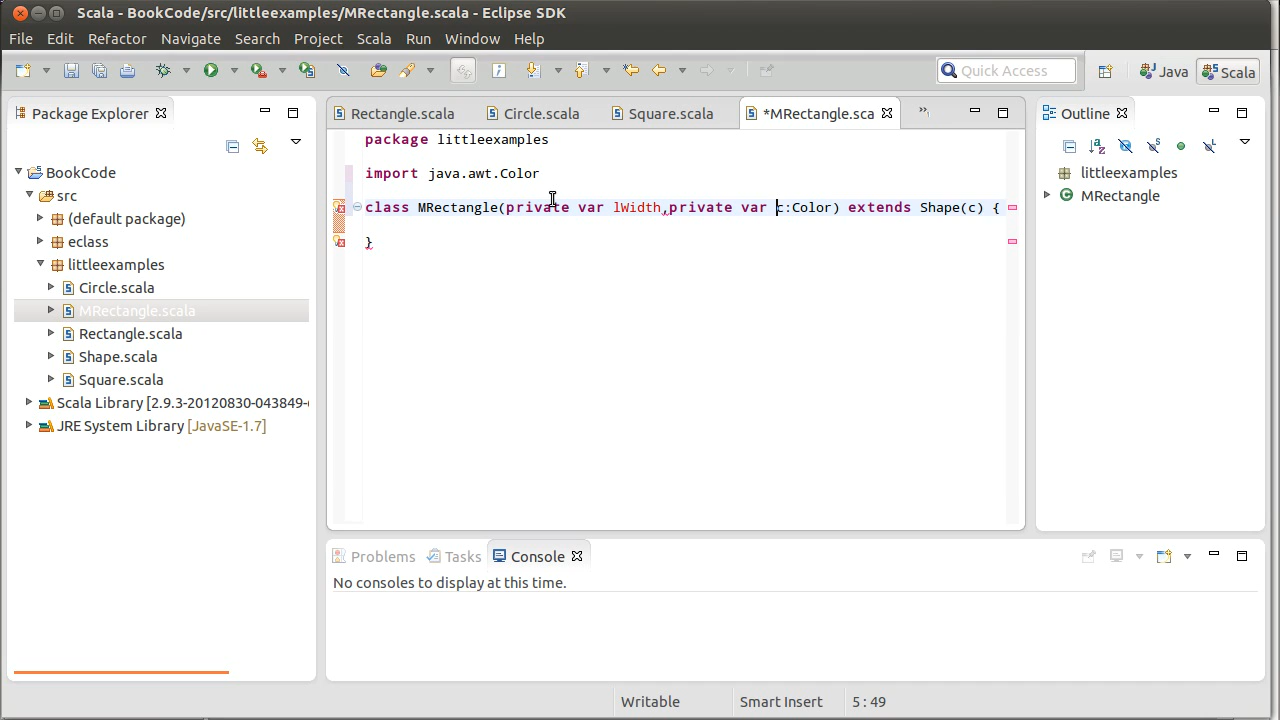 Scala - BookCode/src/littleexamples/MRectangle.scala - Eclipse SDK
File Edit Refactor Navigate Search Project Scala Run Window Help
Quick Access Java Scala
Package Explorer
BookCode
src
(default package)
eclass
littleexamples
Circle.scala
MRectangle.scala
Rectangle.scala
Shape.scala
Square.scala
Scala Library [2.9.3-20120830-043849-
JRE System Library [JavaSE-1.7]
Rectangle.scala Circle.scala Square.scala *MRectangle.sca
package littleexamples
import java.awt.Color
class MRectangle(private var lWidth,private var c:Color) extends Shape(c) {
}
Outline
littleexamples
MRectangle
Problems Tasks Console
No consoles to display at this time.
Writable Smart Insert 5 : 49